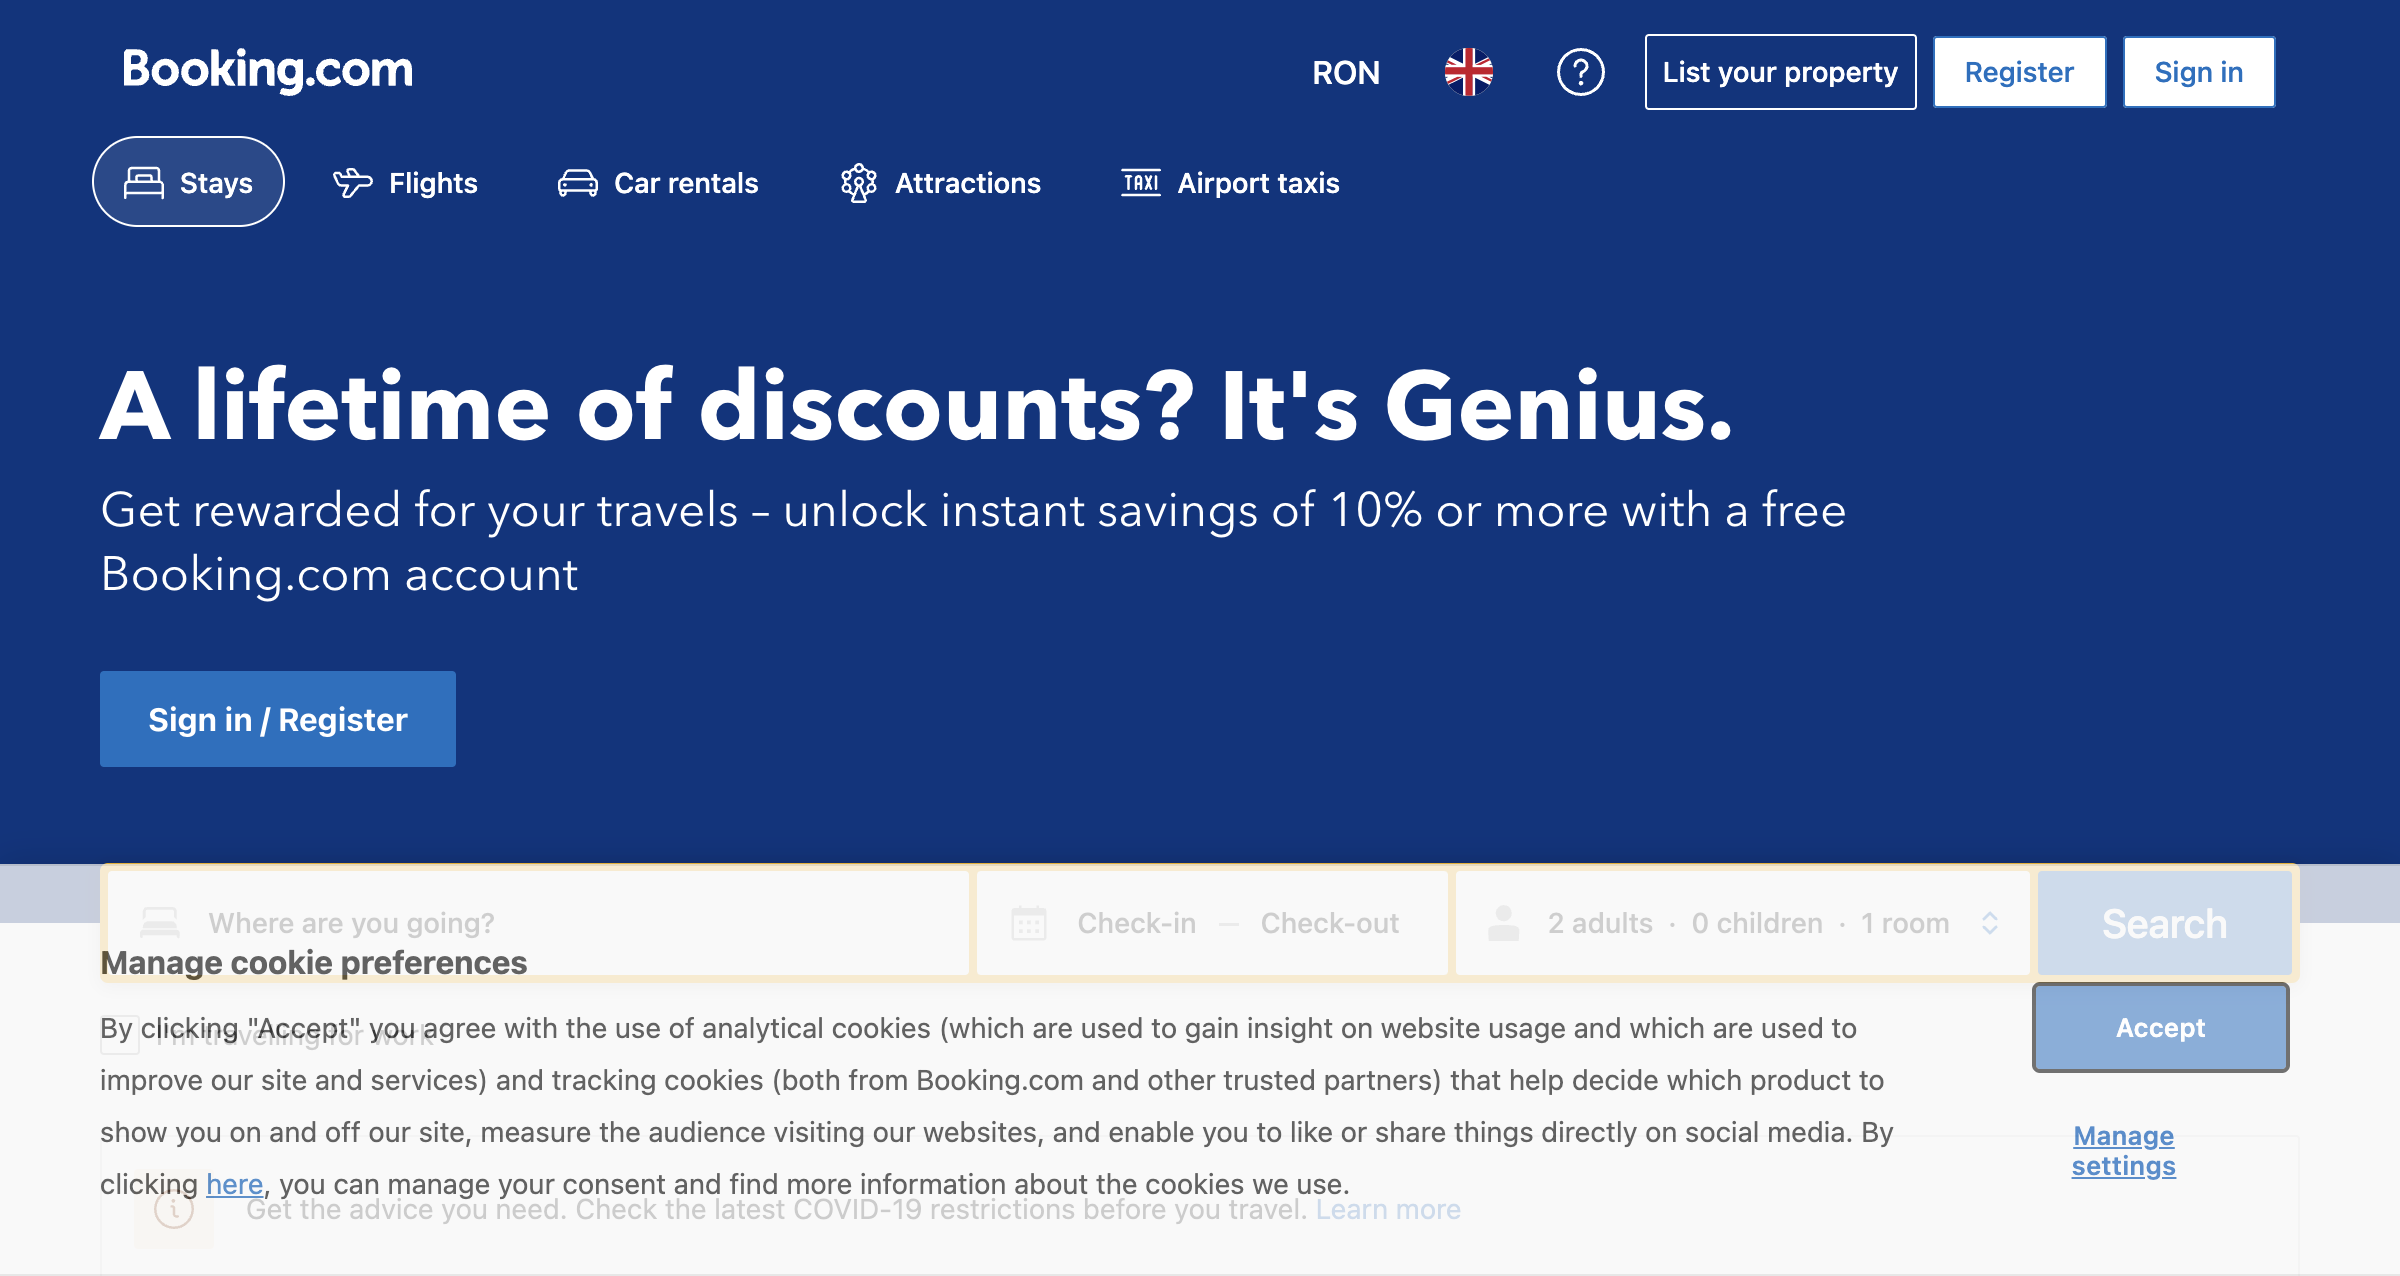 Booking.com
RON
?
List your property
Register
Sign in
Stays
Flights
Car rentals
Attractions
TAXI Airport taxis
A lifetime of discounts? It's Genius.
Get rewarded for your travels – unlock instant savings of 10% or more with a free
Booking.com account
Sign in / Register
Where are you going?
Check-in — Check-out
2 adults · 0 children · 1 room
Search
Manage cookie preferences
I'm travelling for work
By clicking "Accept" you agree with the use of analytical cookies (which are used to gain insight on website usage and which are used to
improve our site and services) and tracking cookies (both from Booking.com and other trusted partners) that help decide which product to
show you on and off our site, measure the audience visiting our websites, and enable you to like or share things directly on social media. By
clicking here, you can manage your consent and find more information about the cookies we use.
Accept
Manage
settings
Get the advice you need. Check the latest COVID-19 restrictions before you travel. Learn more